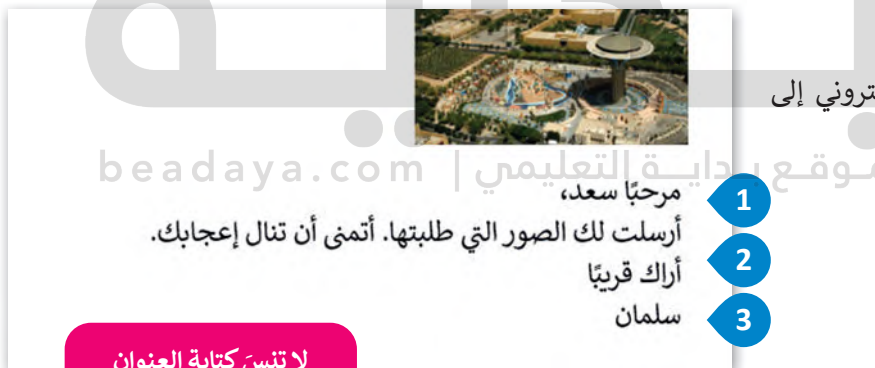 تروني إلى
beadaya.com | موقع بداية التعليمي
مرحبًا سعد،
1
أرسلت لك الصور التي طلبتها. أتمنى أن تنال إعجابك.
2
أراك قريبًا
سلمان
3
لا تنسَ كتابة العنوان